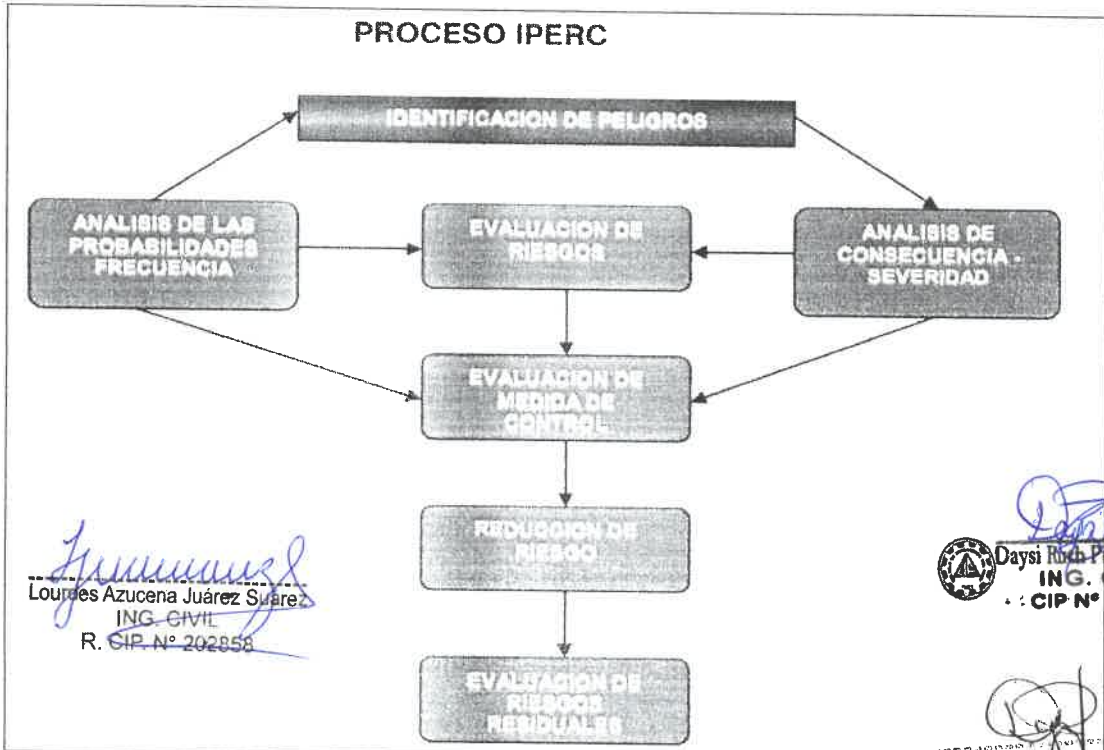 PROCESO IPERC
IDENTIFICACION DE PELIGROS
ANALISIS DE LAS
PROBABILIDADES
FRECUENCIA
EVALUACION DE
RIESGOS
ANALISIS DE
CONSECUENCIA -
SEVERIDAD
EVALUACION DE
MEDIDA DE
CONTROL
REDUCCION DE
RIESGO
EVALUACION DE
RIESGOS
RESIDUALES
Lourdes Azucena Juárez Suárez
ING. CIVIL
R. CIP. N° 202858
Daysi Ruth
ING.
CIP N°